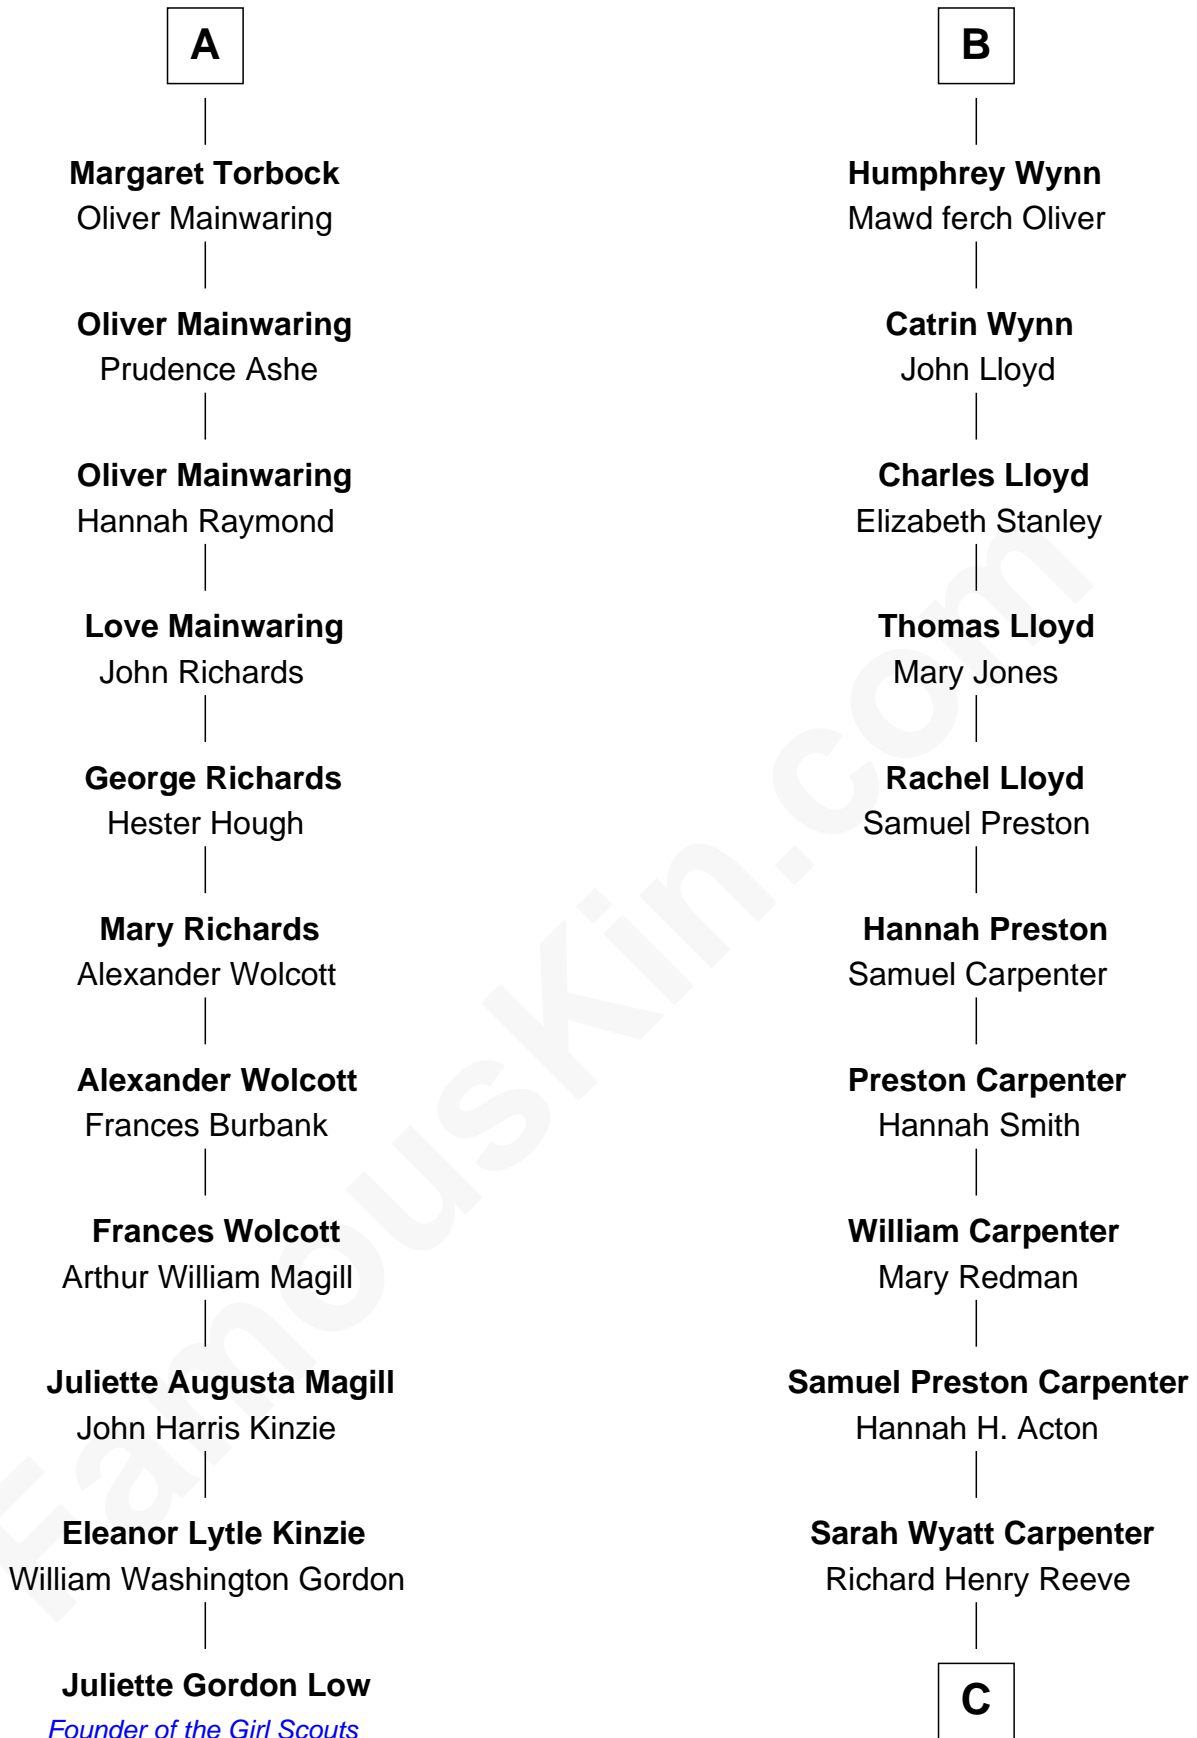 A
Margaret Torbock
Oliver Mainwaring
Oliver Mainwaring
Prudence Ashe
Oliver Mainwaring
Hannah Raymond
Love Mainwaring
John Richards
George Richards
Hester Hough
Mary Richards
Alexander Wolcott
Alexander Wolcott
Frances Burbank
Frances Wolcott
Arthur William Magill
Juliette Augusta Magill
John Harris Kinzie
Eleanor Lytle Kinzie
William Washington Gordon
Juliette Gordon Low
Founder of the Girl Scouts
B
Humphrey Wynn
Mawd ferch Oliver
Catrin Wynn
John Lloyd
Charles Lloyd
Elizabeth Stanley
Thomas Lloyd
Mary Jones
Rachel Lloyd
Samuel Preston
Hannah Preston
Samuel Carpenter
Preston Carpenter
Hannah Smith
William Carpenter
Mary Redman
Samuel Preston Carpenter
Hannah H. Acton
Sarah Wyatt Carpenter
Richard Henry Reeve
C
FamousKin.com